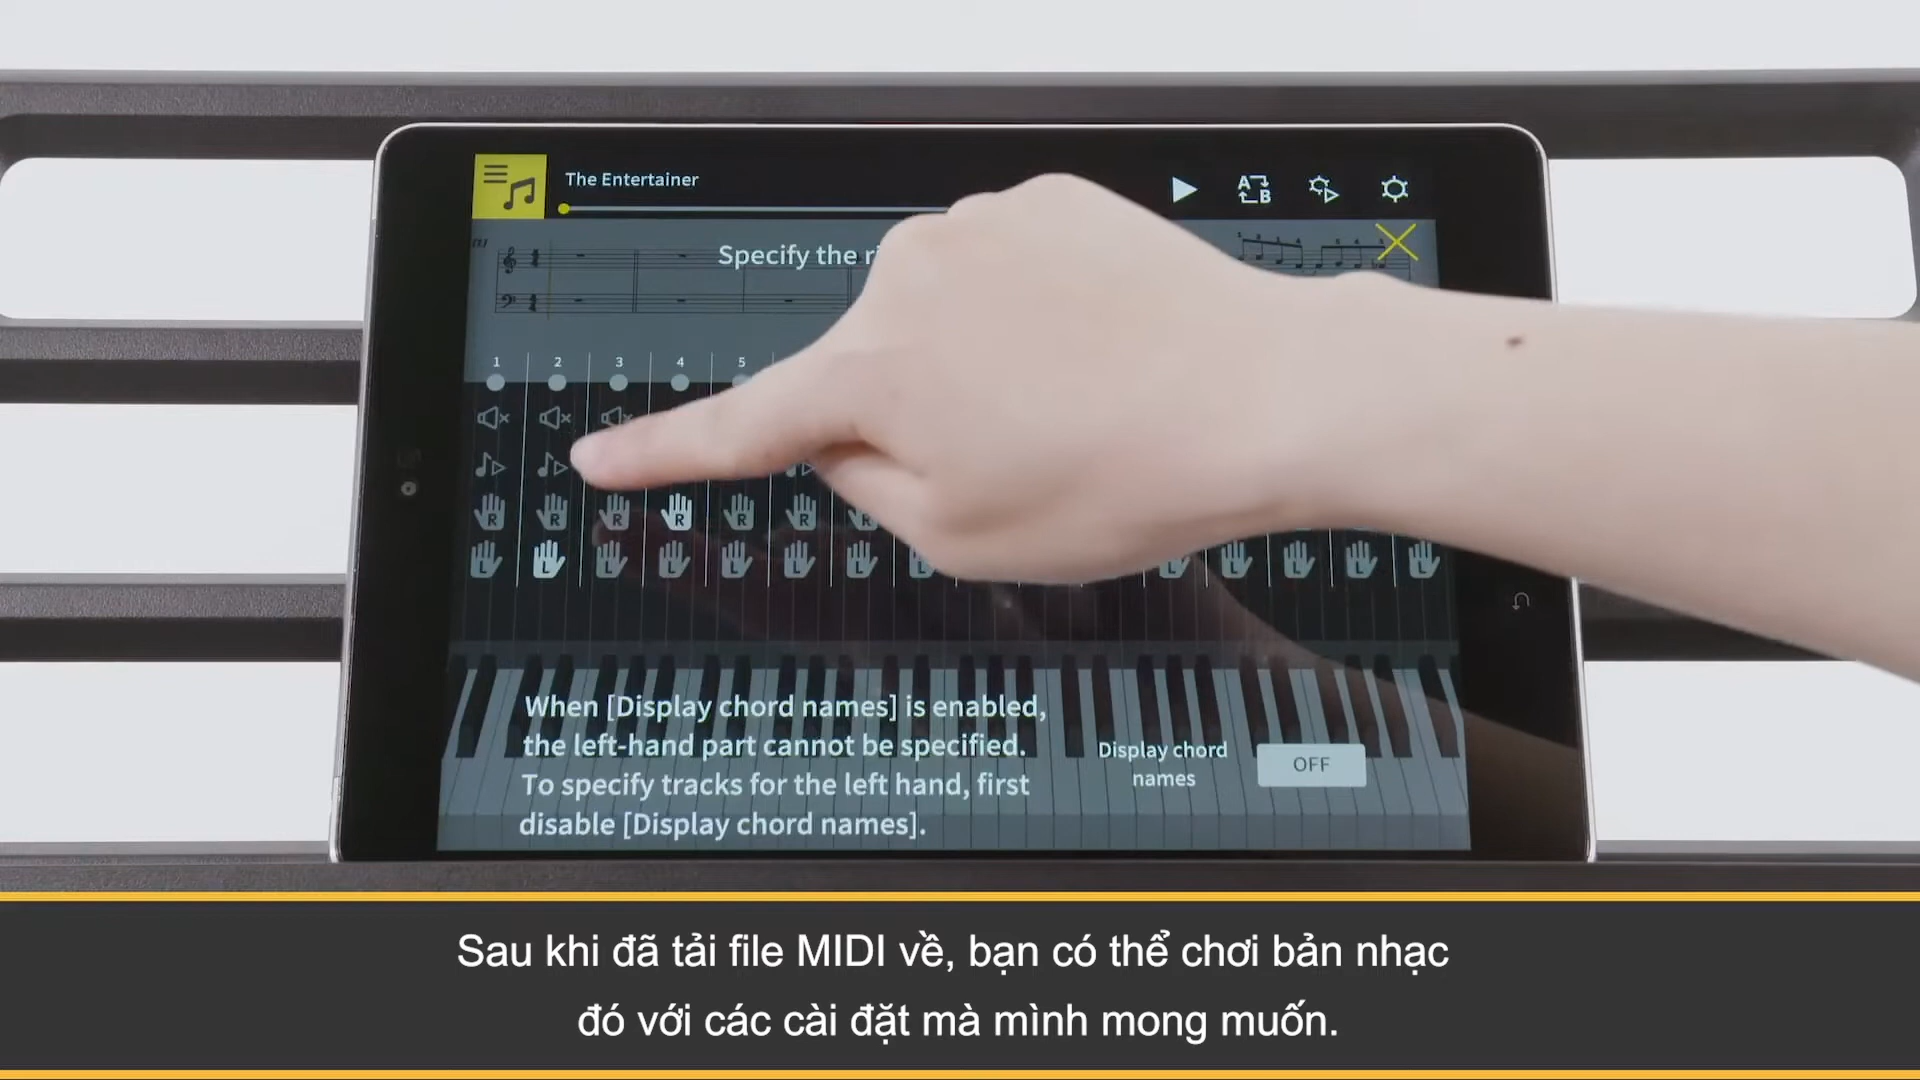 The Entertainer
Specify the
1 2 3 4 5
R R R R R R R
L L L L L L L L L L L L L
When [Display chord names] is enabled,
the left-hand part cannot be specified.
To specify tracks for the left hand, first
disable [Display chord names].
Display chord
names
OFF
Sau khi đã tải file MIDI về, bạn có thể chơi bản nhạc
đó với các cài đặt mà mình mong muốn.